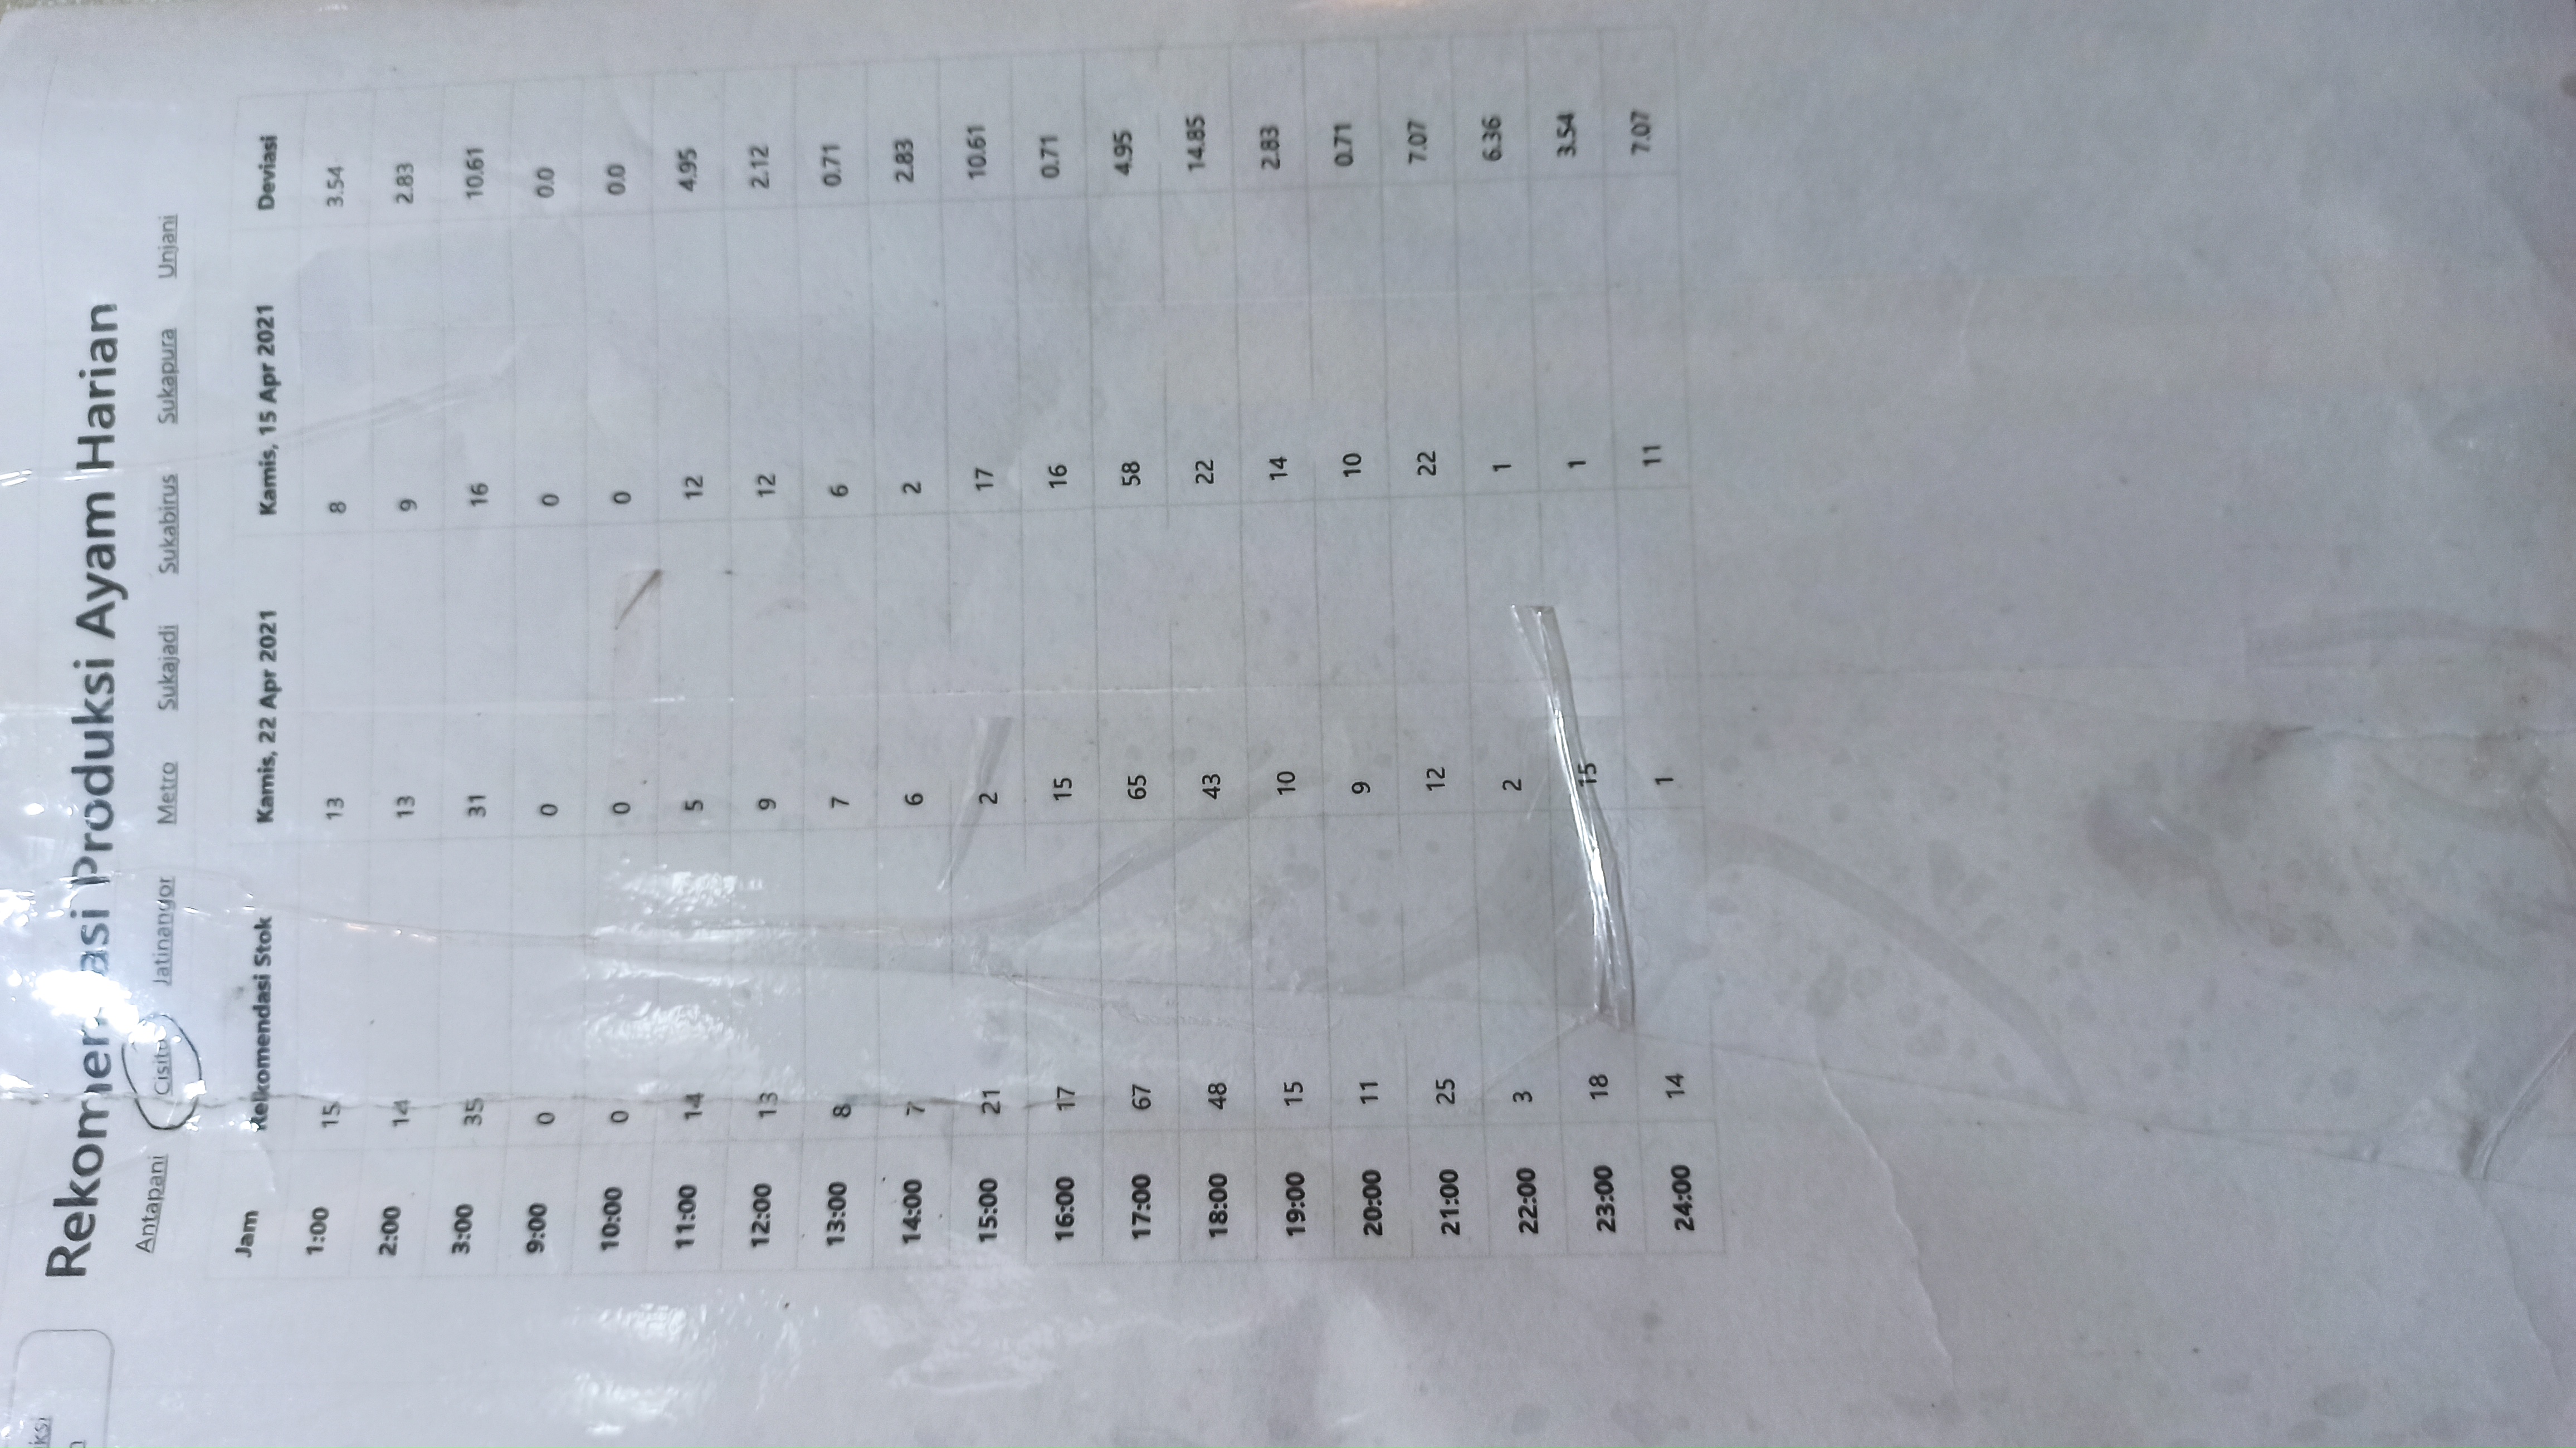 ksi
Produksi Ayam Harian
Antapani Jatinangor Metro Sukajadi Sukabirus Sukapura Unjani
Jam Rekomendasi Stok Kamis, 22 Apr 2021 Kamis, 15 Apr 2021 Deviasi
1:00 15 13 8 3.54
2:00 14 13 9 2.83
3:00 35 31 16 10.61
9:00 0 0 0 0.0
10:00 0 0 0 0.0
11:00 14 5 12 4.95
12:00 13 9 12 2.12
13:00 8 7 6 0.71
14:00 7 6 2 2.83
15:00 21 2 17 10.61
16:00 17 15 16 0.71
17:00 67 65 58 4.95
18:00 48 43 22 14.85
19:00 15 10 14 2.83
20:00 11 9 10 0.71
21:00 25 12 22 7.07
22:00 3 2 1 6.36
23:00 18 15 1 3.54
24:00 14 1 11 7.07